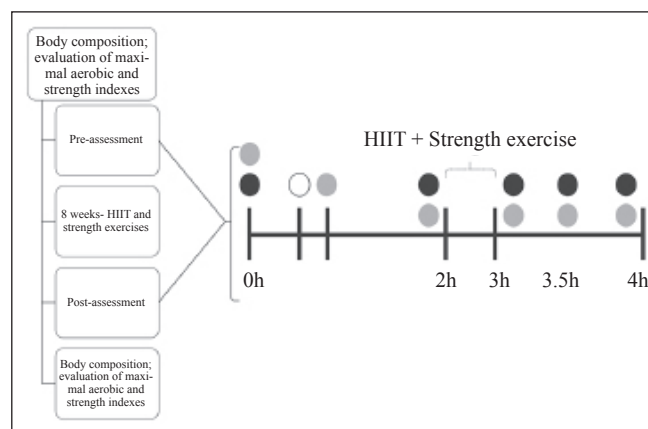 Body composition;
evaluation of maxi-
mal aerobic and
strength indexes
Pre-assessment
8 weeks- HIIT and
strength exercises
Post-assessment
Body composition;
evaluation of maxi-
mal aerobic and
strength indexes
HIIT + Strength exercise
0h 2h 3h 3.5h 4h